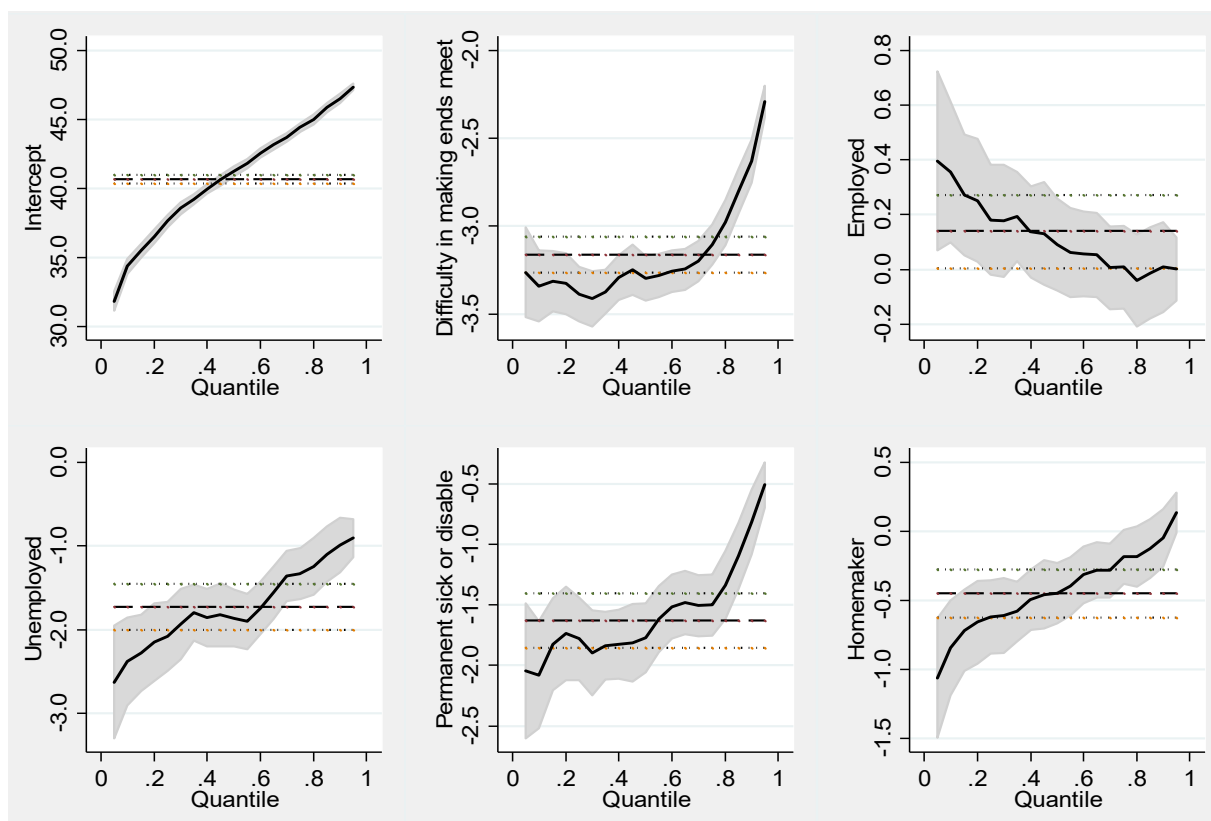 Intercept
50.0
45.0
40.0
35.0
30.0
0 .2 .4 .6 .8 1
Quantile
Difficulty in making ends meet
-2.0
-2.5
-3.0
-3.5
0 .2 .4 .6 .8 1
Quantile
Employed
0.8
0.6
0.4
0.2
0.0
-0.2
0 .2 .4 .6 .8 1
Quantile
Unemployed
0.0
-1.0
-2.0
-3.0
0 .2 .4 .6 .8 1
Quantile
Permanent sick or disable
-0.5
-1.0
-1.5
-2.0
-2.5
0 .2 .4 .6 .8 1
Quantile
Homemaker
0.5
0.0
-0.5
-1.0
-1.5
0 .2 .4 .6 .8 1
Quantile